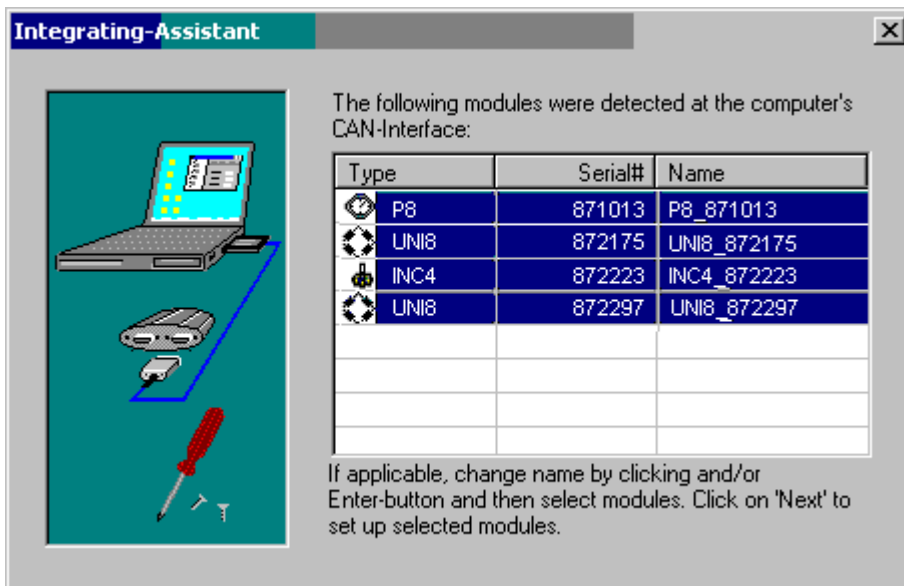 Integrating-Assistant
The following modules were detected at the computer's
CAN-Interface:
Type Serial# Name
P8 871013 P8_871013
UNI8 872175 UNI8_872175
INC4 872223 INC4_872223
UNI8 872297 UNI8_872297
If applicable, change name by clicking and/or
Enter-button and then select modules. Click on 'Next' to
set up selected modules.